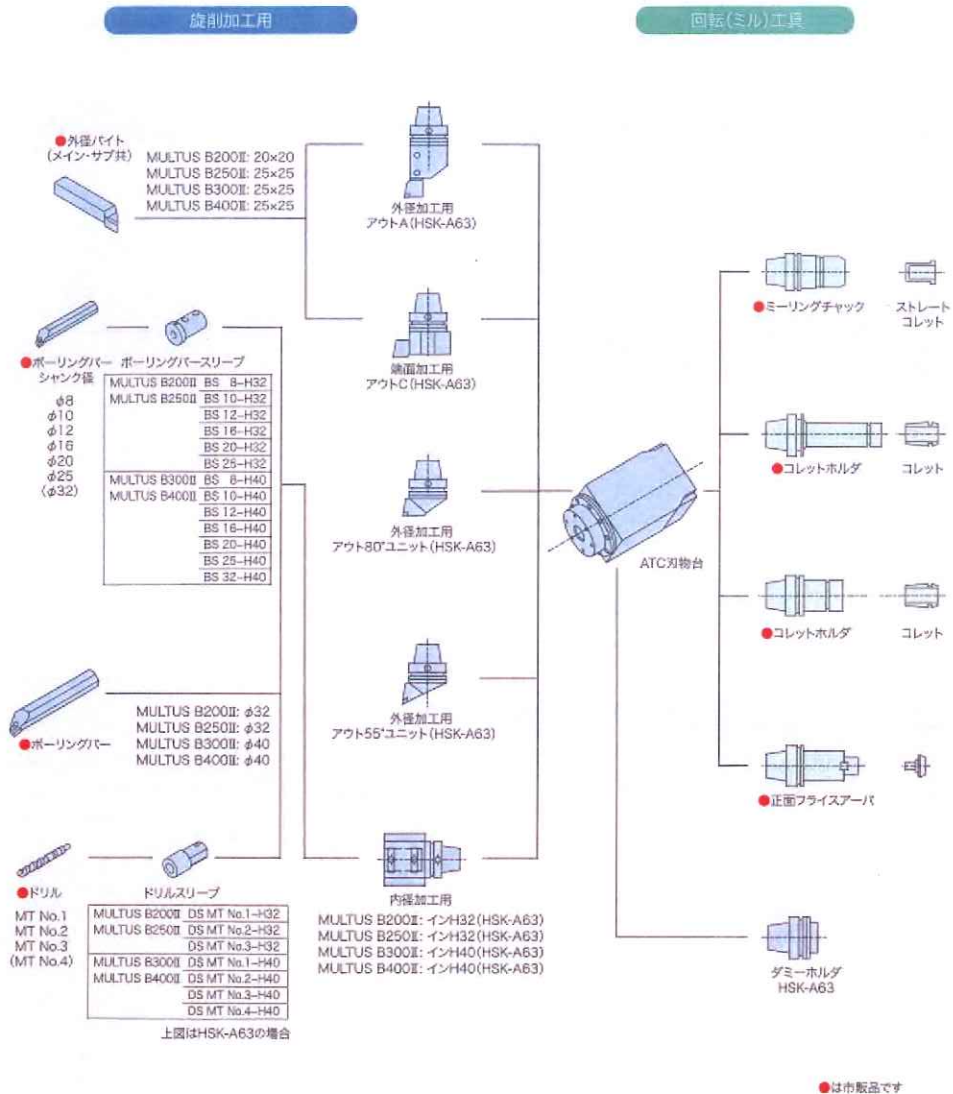 旋削加工用
回転(ミル)工具
●外径バイト
(メイン・サブ共)
MULTUS B200Ⅱ: 20×20
MULTUS B250Ⅱ: 25×25
MULTUS B300Ⅱ: 25×25
MULTUS B400Ⅱ: 25×25
外径加工用
アウトA(HSK-A63)
●ボーリングバー
シャンク径
φ8
φ10
φ12
φ16
φ20
φ25
(φ32)
ボーリングバースリーブ
MULTUS B200Ⅱ BS 8-H32
MULTUS B250Ⅱ BS 10-H32
BS 12-H32
BS 16-H32
BS 20-H32
BS 25-H32
MULTUS B300Ⅱ BS 8-H40
MULTUS B400Ⅱ BS 10-H40
BS 12-H40
BS 16-H40
BS 20-H40
BS 25-H40
BS 32-H40
端面加工用
アウトC(HSK-A63)
外径加工用
アウト80°ユニット(HSK-A63)
外径加工用
アウト55°ユニット(HSK-A63)
●ボーリングバー
MULTUS B200Ⅱ: φ32
MULTUS B250Ⅱ: φ32
MULTUS B300Ⅱ: φ40
MULTUS B400Ⅱ: φ40
●ドリル
MT No.1
MT No.2
MT No.3
(MT No.4)
ドリルスリーブ
MULTUS B200Ⅱ DS MT No.1-H32
MULTUS B250Ⅱ DS MT No.2-H32
DS MT No.3-H32
MULTUS B300Ⅱ DS MT No.1-H40
MULTUS B400Ⅱ DS MT No.2-H40
DS MT No.3-H40
DS MT No.4-H40
上図はHSK-A63の場合
内径加工用
MULTUS B200Ⅱ: インH32(HSK-A63)
MULTUS B250Ⅱ: インH32(HSK-A63)
MULTUS B300Ⅱ: インH40(HSK-A63)
MULTUS B400Ⅱ: インH40(HSK-A63)
ATC刃物台
●ミーリングチャック
ストレート
コレット
●コレットホルダ
コレット
●コレットホルダ
コレット
●正面フライスアーバ
ダミーホルダ
HSK-A63
●は市販品です